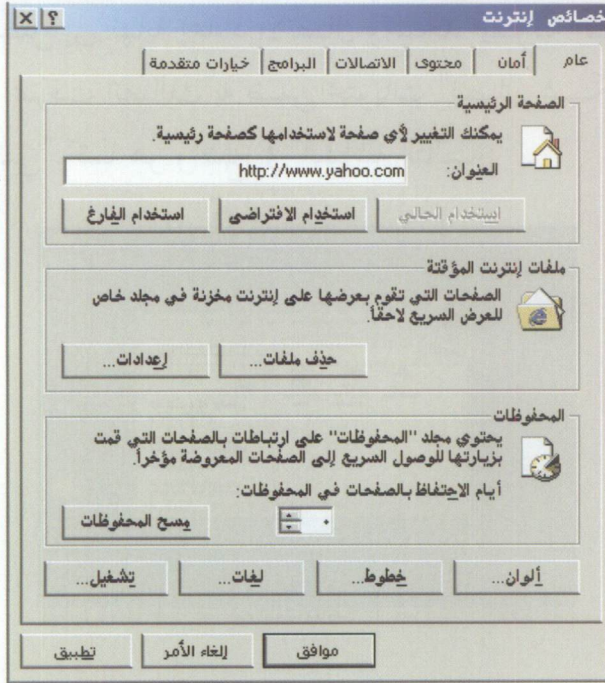 خصائص إنترنت
عام أمان محتوى الاتصالات البرامج خيارات متقدمة
الصفحة الرئيسية
يمكنك التغيير لأي صفحة لاستخدامها كصفحة رئيسية.
العنوان: http://www.yahoo.com
استخدام الحالي استخدام الافتراضي استخدام الفارغ
ملفات إنترنت المؤقتة
الصفحات التي تقوم بعرضها على إنترنت مخزنة في مجلد خاص
للعرض السريع لاحقاً.
حذف ملفات... إعدادات...
المحفوظات
يحتوي مجلد "المحفوظات" على ارتباطات بالصفحات التي قمت
بزيارتها للوصول السريع إلى الصفحات المعروضة مؤخراً.
أيام الاحتفاظ بالصفحات في المحفوظات:
٠ مسح المحفوظات
ألوان... خطوط... لغات... تشغيل...
موافق إلغاء الأمر تطبيق